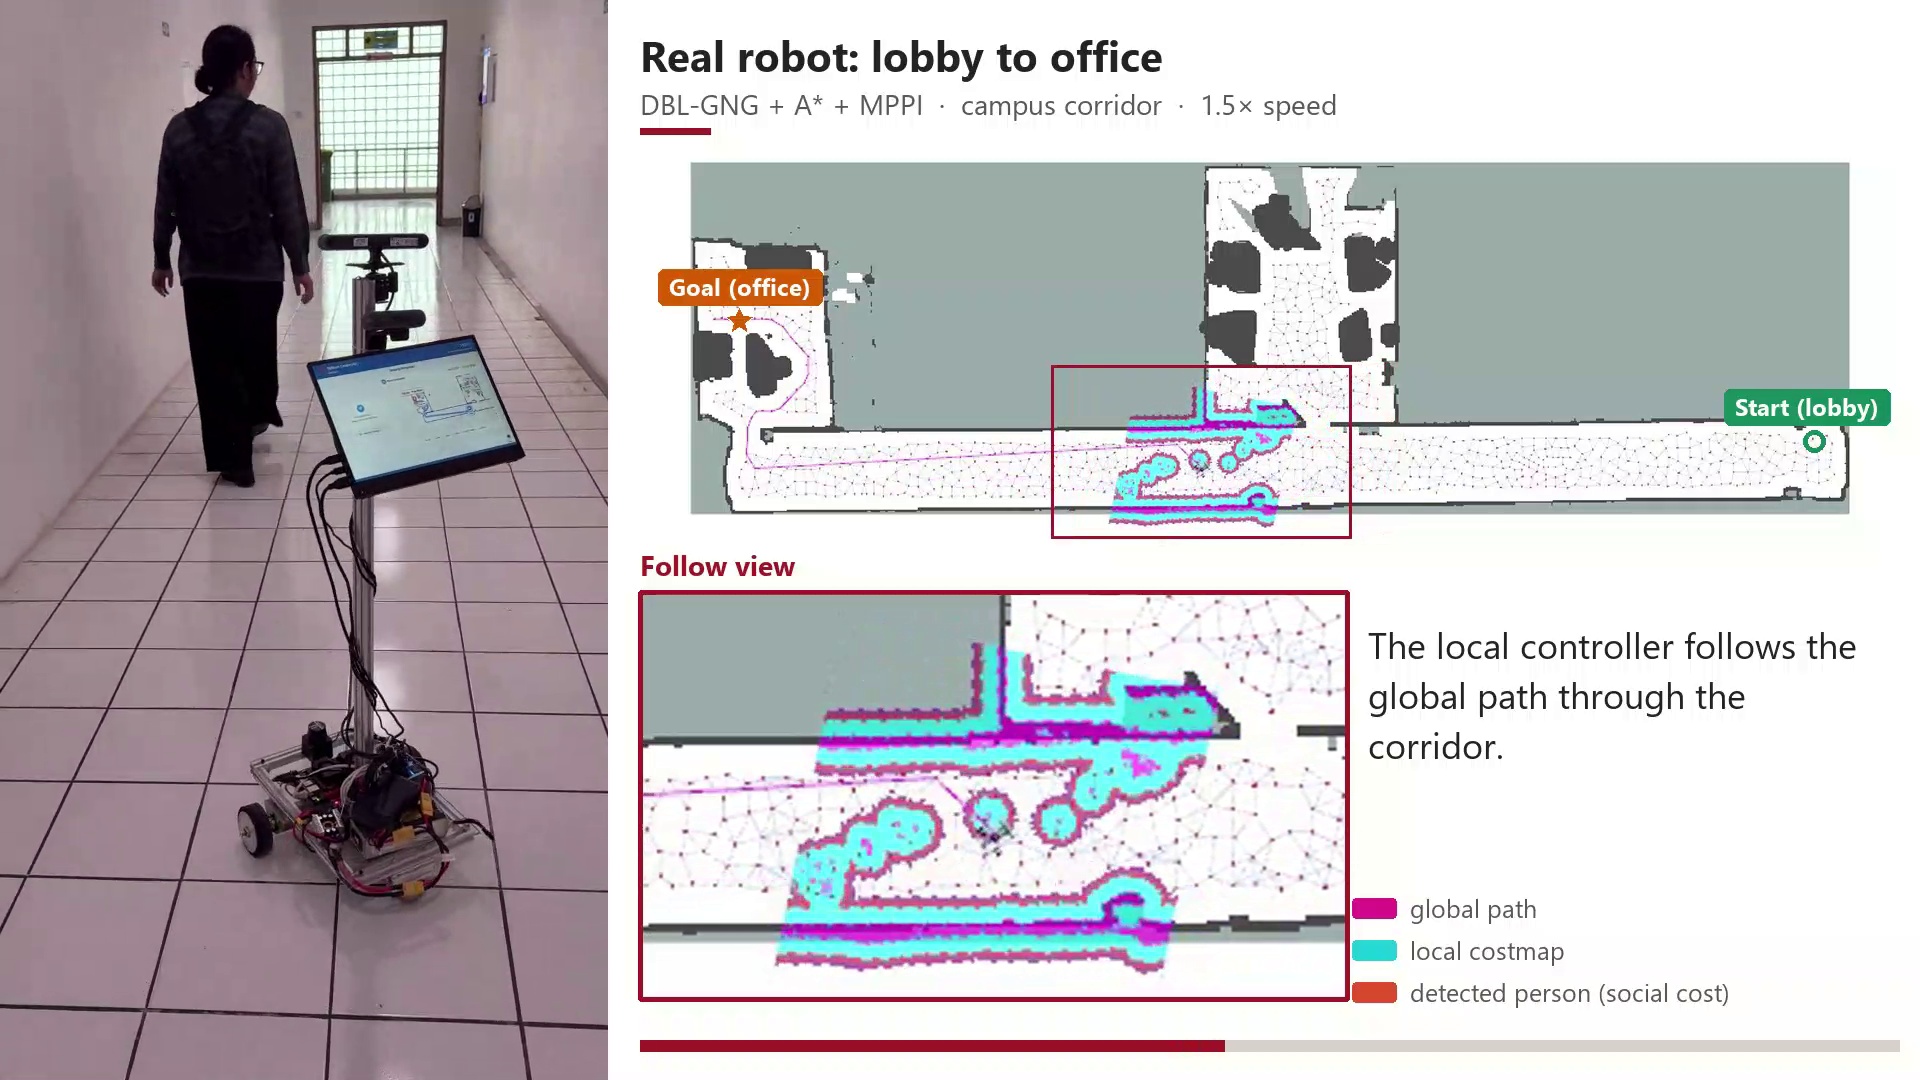 Real robot: lobby to office
DBL-GNG + A* + MPPI · campus corridor · 1.5× speed
Goal (office)
Start (lobby)
Follow view
The local controller follows the
global path through the
corridor.
global path
local costmap
detected person (social cost)